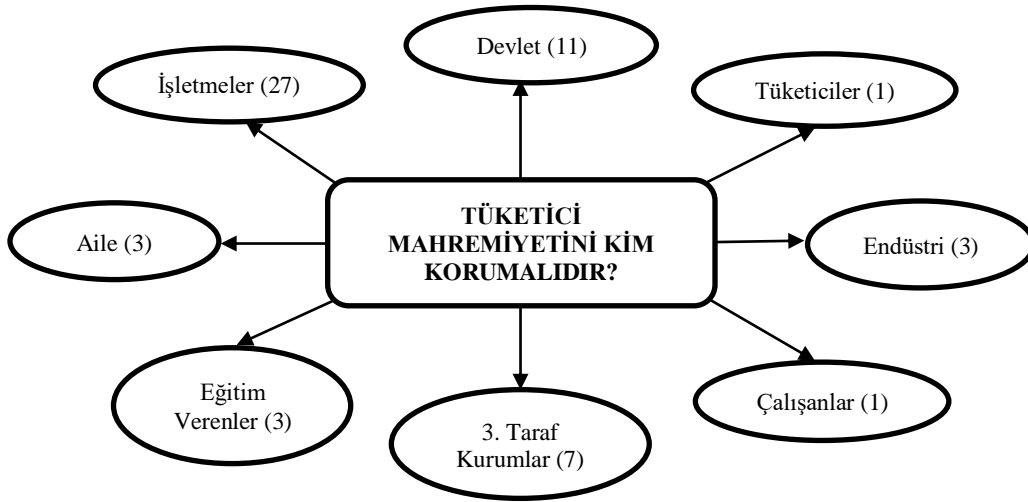 Devlet (11)
İşletmeler (27)
Tüketiciler (1)
TÜKETİCİ
MAHREMİYETİNİ KİM
KORUMALIDIR?
Aile (3)
Endüstri (3)
Eğitim
Verenler (3)
3. Taraf
Kurumlar (7)
Çalışanlar (1)